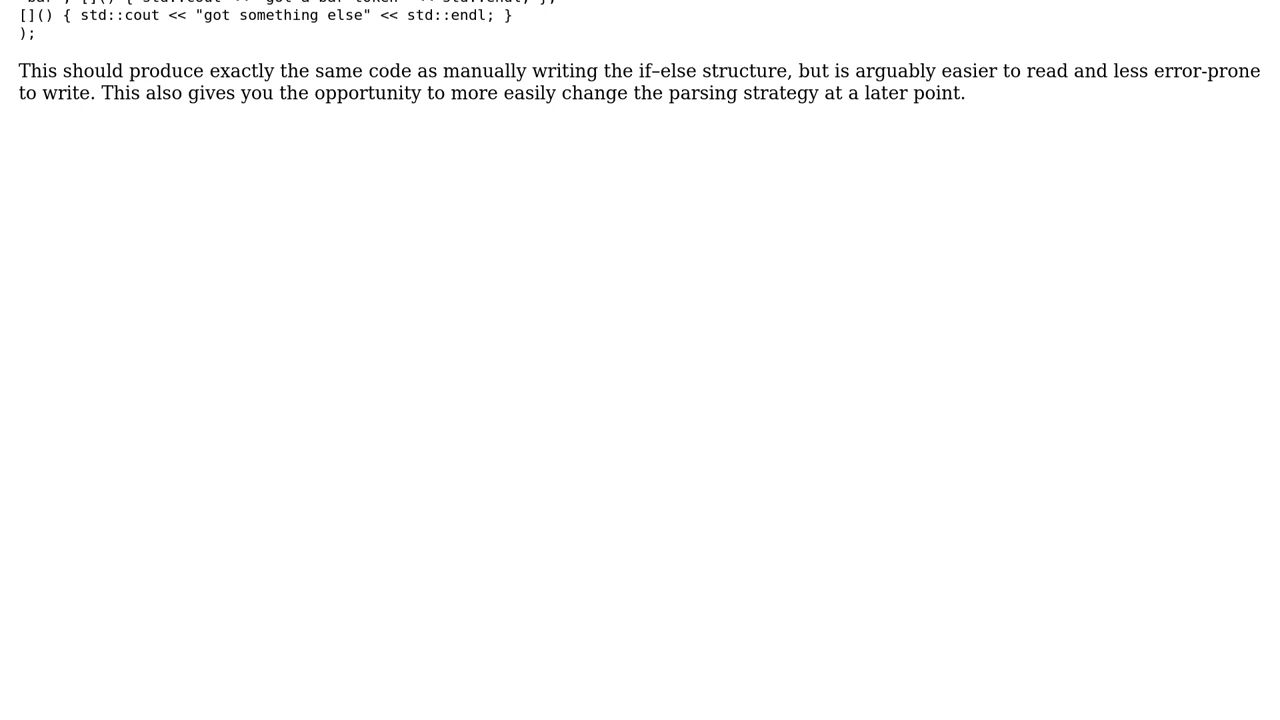 []() { std::cout << "got something else" << std::endl; }
);
This should produce exactly the same code as manually writing the if–else structure, but is arguably easier to read and less error-prone
to write. This also gives you the opportunity to more easily change the parsing strategy at a later point.